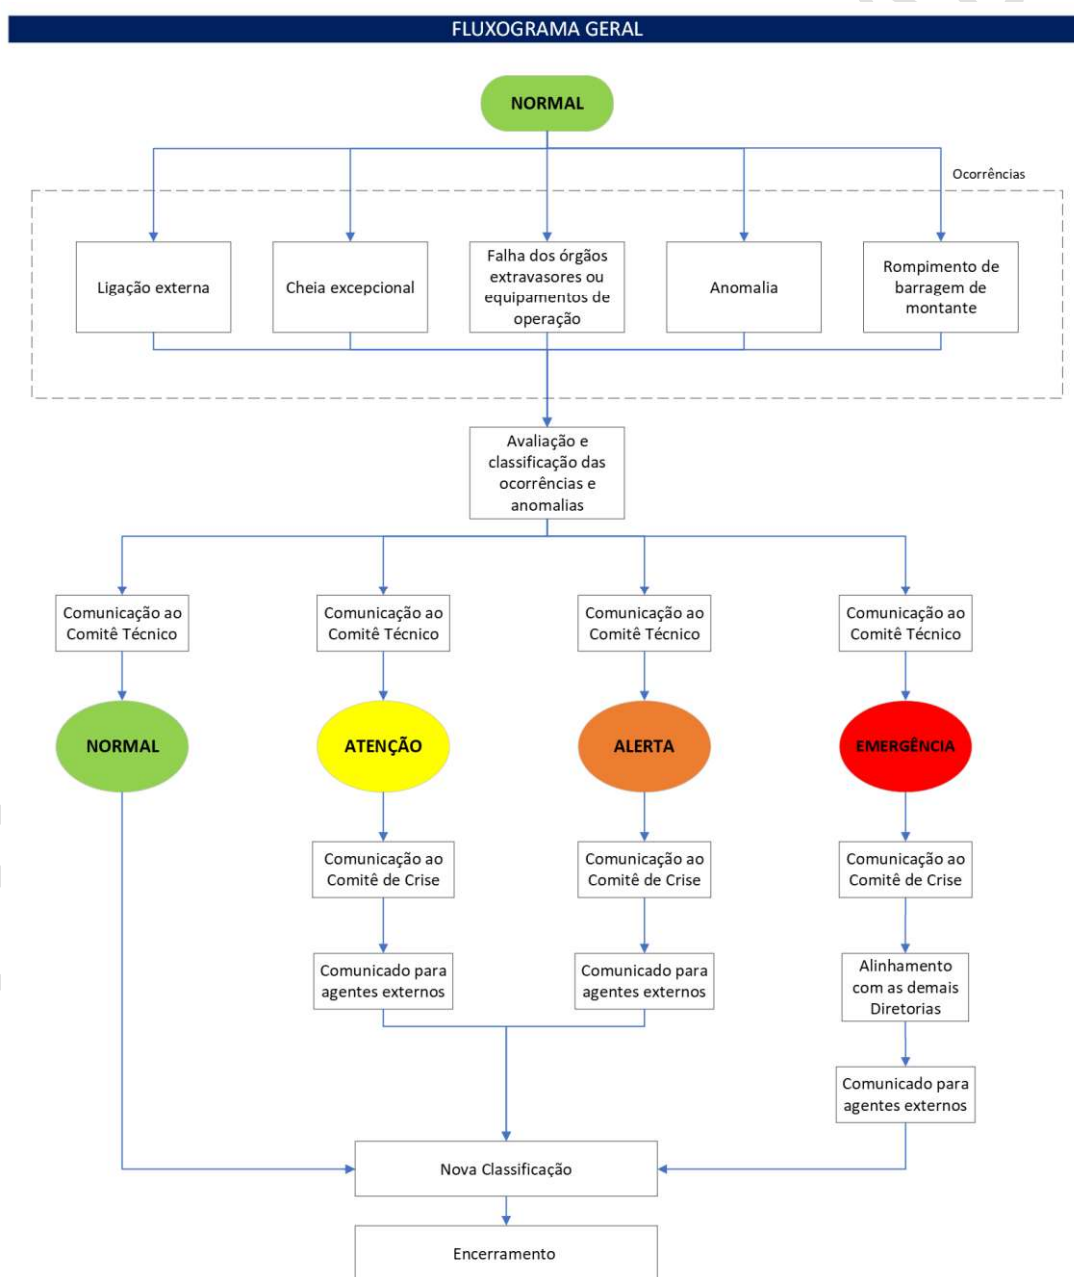 FLUXOGRAMA GERAL
NORMAL
Ocorrências
Ligação externa
Cheia excepcional
Falha dos órgãos
extravasores ou
equipamentos de
operação
Anomalia
Rompimento de
barragem de
montante
Avaliação e
classificação das
ocorrências e
anomalias
Comunicação ao
Comitê Técnico
Comunicação ao
Comitê Técnico
Comunicação ao
Comitê Técnico
Comunicação ao
Comitê Técnico
NORMAL
ATENÇÃO
ALERTA
EMERGÊNCIA
Comunicação ao
Comitê de Crise
Comunicação ao
Comitê de Crise
Comunicação ao
Comitê de Crise
Comunicado para
agentes externos
Comunicado para
agentes externos
Alinhamento
com as demais
Diretorias
Comunicado para
agentes externos
Nova Classificação
Encerramento